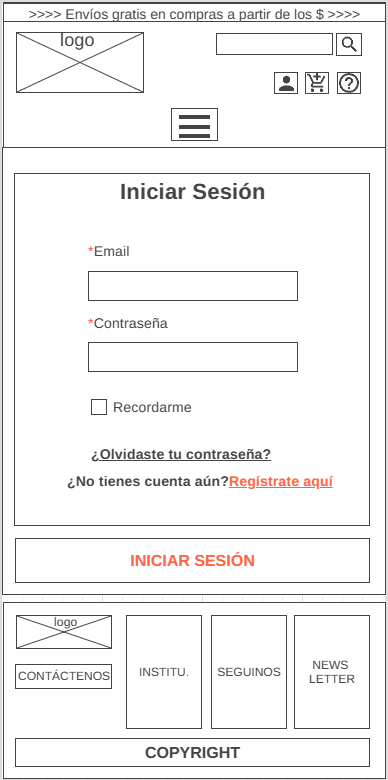 >>>> Envíos gratis en compras a partir de los $ >>>>
logo
Iniciar Sesión
*Email
*Contraseña
Recordarme
¿Olvidaste tu contraseña?
¿No tienes cuenta aún?Regístrate aquí
INICIAR SESIÓN
logo
CONTÁCTENOS
INSTITU.
SEGUINOS
NEWS
LETTER
COPYRIGHT